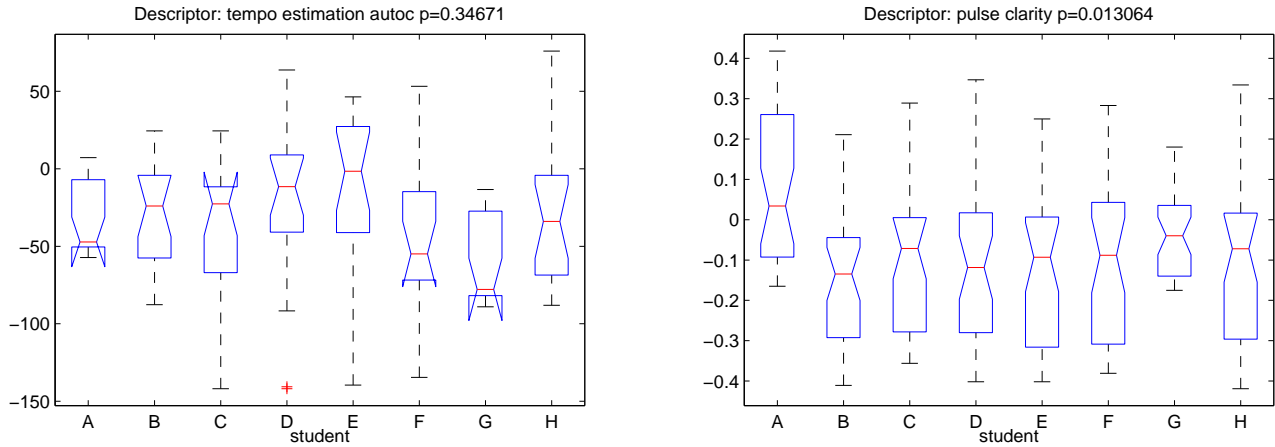 Descriptor: tempo estimation autoc p=0.34671
50
0
−50
−100
−150
A B C D E F G H
student
Descriptor: pulse clarity p=0.013064
0.4
0.3
0.2
0.1
0
−0.1
−0.2
−0.3
−0.4
A B C D E F G H
student